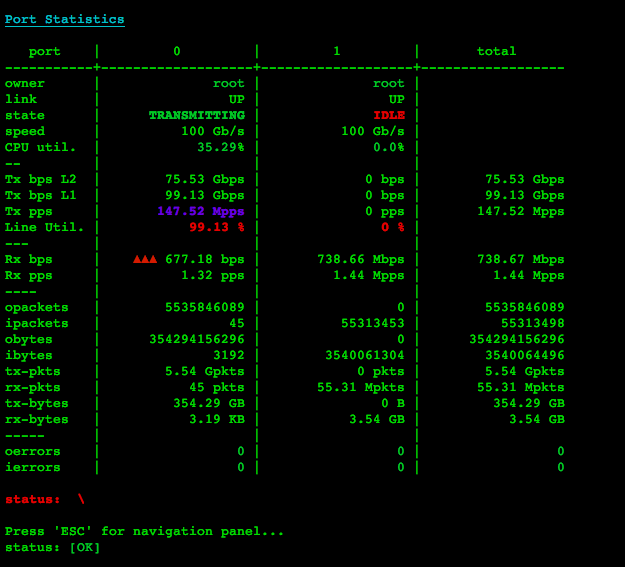 Port Statistics
port | 0 | 1 | total
-----------+-------------------+-------------------+------------------
owner | root | root |
link | UP | UP |
state | TRANSMITTING | IDLE |
speed | 100 Gb/s | 100 Gb/s |
CPU util. | 35.29% | 0.0% |
-- | | |
Tx bps L2 | 75.53 Gbps | 0 bps | 75.53 Gbps
Tx bps L1 | 99.13 Gbps | 0 bps | 99.13 Gbps
Tx pps | 147.52 Mpps | 0 pps | 147.52 Mpps
Line Util. | 99.13 % | 0 % |
--- | | |
Rx bps | ▲▲▲ 677.18 bps | 738.66 Mbps | 738.67 Mbps
Rx pps | 1.32 pps | 1.44 Mpps | 1.44 Mpps
---- | | |
opackets | 5535846089 | 0 | 5535846089
ipackets | 45 | 55313453 | 55313498
obytes | 354294156296 | 0 | 354294156296
ibytes | 3192 | 3540061304 | 3540064496
tx-pkts | 5.54 Gpkts | 0 pkts | 5.54 Gpkts
rx-pkts | 45 pkts | 55.31 Mpkts | 55.31 Mpkts
tx-bytes | 354.29 GB | 0 B | 354.29 GB
rx-bytes | 3.19 KB | 3.54 GB | 3.54 GB
----- | | |
oerrors | 0 | 0 | 0
ierrors | 0 | 0 | 0
status: \
Press 'ESC' for navigation panel...
status: [OK]